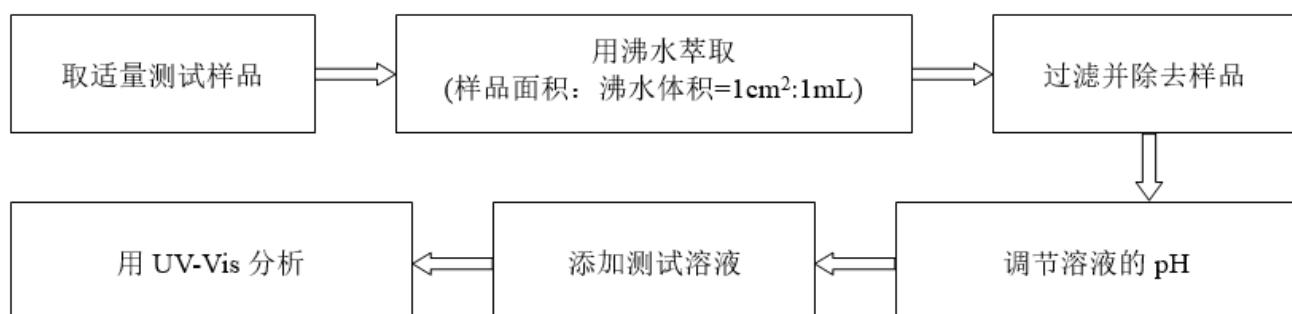 取适量测试样品
用沸水萃取
(样品面积：沸水体积=1cm²:1mL)
过滤并除去样品
调节溶液的 pH
添加测试溶液
用 UV-Vis 分析